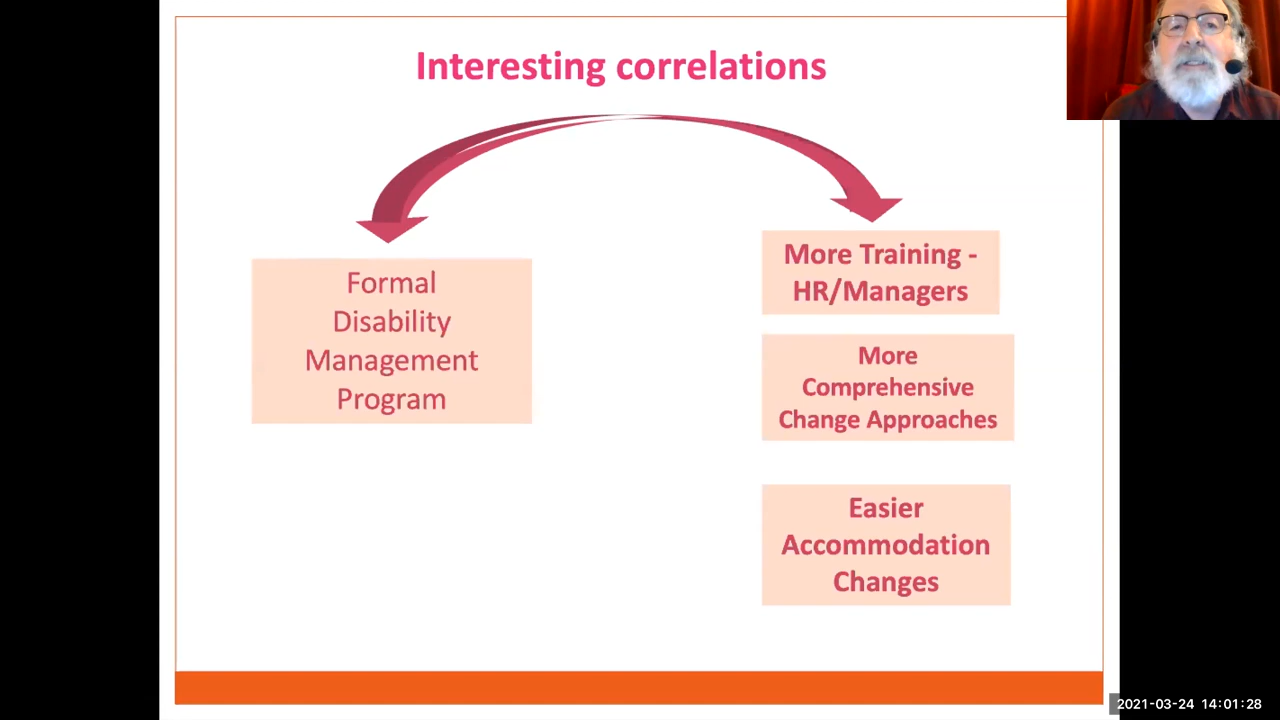 Interesting correlations
Formal
Disability
Management
Program
More Training -
HR/Managers
More
Comprehensive
Change Approaches
Easier
Accommodation
Changes
2021-03-24 14:01:28